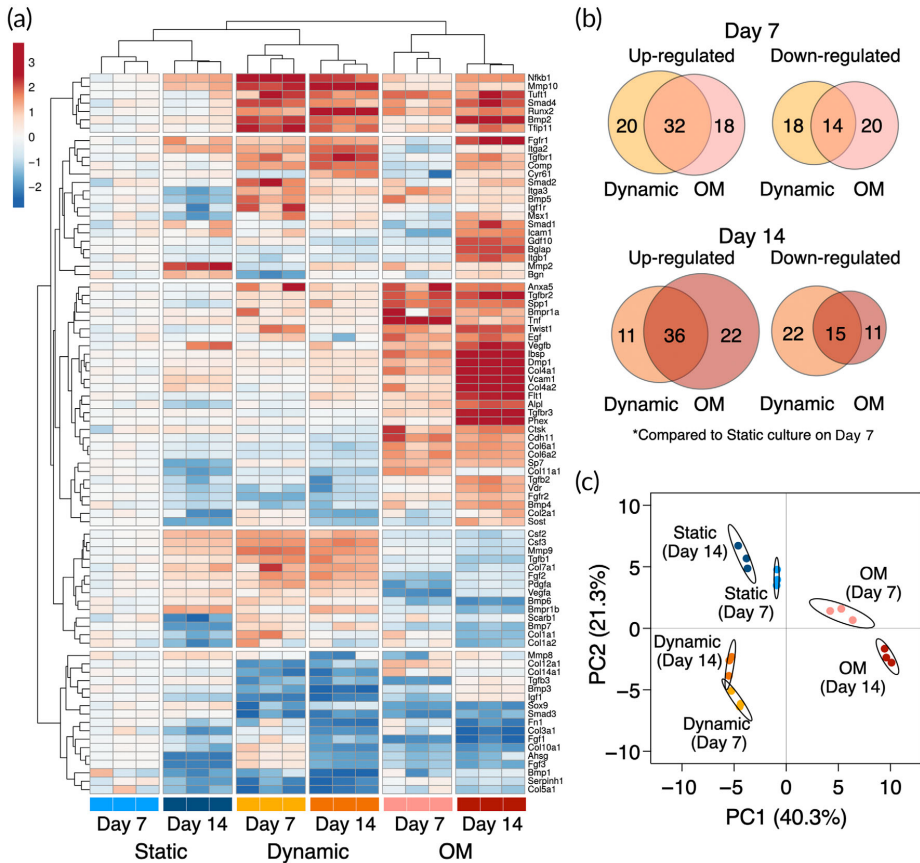 (a)
3
2
1
0
−1
−2
Nfkb1
Mmp10
Tuft1
Smad4
Runx2
Bmp2
Tfip11
Fgfr1
Itga2
Tgfbr1
Comp
Cyr61
Smad2
Itga3
Bmp5
Igf1r
Msx1
Smad1
Icam1
Gdf10
Bglap
Itgb1
Mmp2
Bgn
Anxa5
Tgfbr2
Spp1
Bmpr1a
Tnf
Twist1
Egf
Vegfb
Ibsp
Dmp1
Col4a1
Vcam1
Col4a2
Flt1
Alpl
Tgfbr3
Phex
Ctsk
Cdh11
Col6a1
Col6a2
Sp7
Col11a1
Tgfb2
Vdr
Fgfr2
Bmp4
Col2a1
Sost
Csf2
Csf3
Mmp9
Tgfb1
Col7a1
Fgf2
Pdgfa
Vegfa
Bmp6
Bmpr1b
Scarb1
Bmp7
Col1a1
Col1a2
Mmp8
Col12a1
Col14a1
Tgfb3
Bmp3
Igf1
Sox9
Smad3
Fn1
Col3a1
Fgf1
Col10a1
Ahsg
Fgf3
Bmp1
Serpinh1
Col5a1
Day 7 Day 14 Day 7 Day 14 Day 7 Day 14
Static Dynamic OM
(b)
Day 7
Up-regulated Down-regulated
20 32 18 18 14 20
Dynamic OM Dynamic OM
Day 14
Up-regulated Down-regulated
11 36 22 22 15 11
Dynamic OM Dynamic OM
*Compared to Static culture on Day 7
(c)
PC2 (21.3%)
10
5
0
−5
−10
Static
(Day 14)
Static
(Day 7)
OM
(Day 7)
Dynamic
(Day 14)
OM
(Day 14)
Dynamic
(Day 7)
−10 −5 0 5 10
PC1 (40.3%)